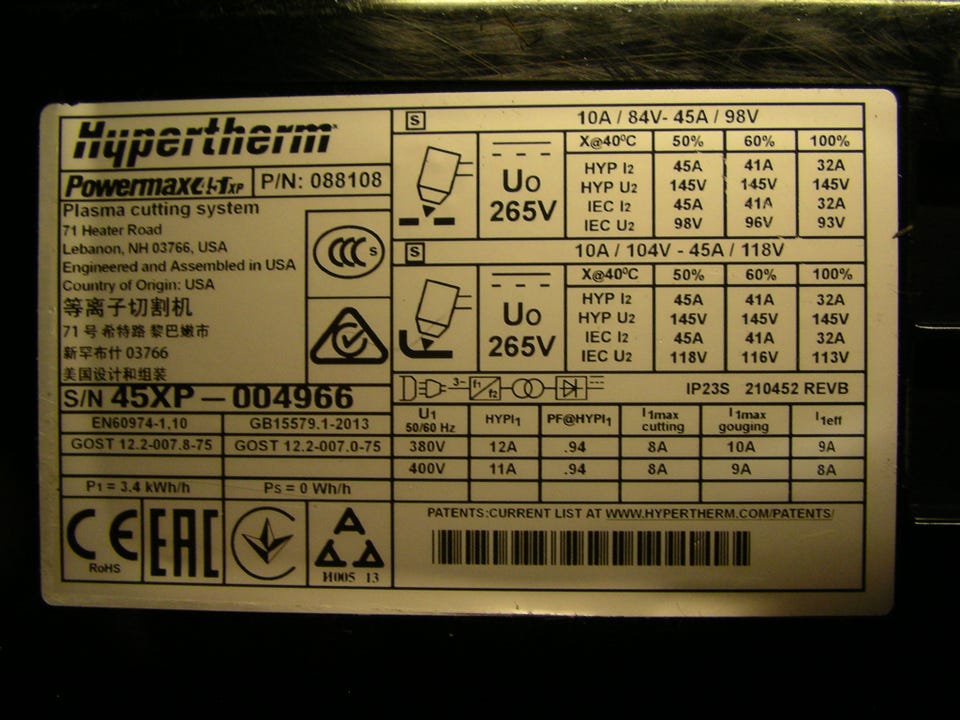 Hypertherm
Powermax45XP P/N: 088108
Plasma cutting system
71 Heater Road
Lebanon, NH 03766, USA
Engineered and Assembled in USA
Country of Origin: USA
等离子切割机
71 号 希特路 黎巴嫩市
新罕布什 03766
美国设计和组装
CCC S
S/N 45XP – 004966
EN60974-1,10 GB15579.1-2013
GOST 12.2-007.8-75 GOST 12.2-007.0-75
P1 = 3.4 kWh/h PS = 0 Wh/h
CE
RoHS
EAC
A
И005 13
S 10A / 84V- 45A / 98V
U0
265V
X@40⁰C 50% 60% 100%
HYP I2 45A 41A 32A
HYP U2 145V 145V 145V
IEC I2 45A 41A 32A
IEC U2 98V 96V 93V
S 10A / 104V - 45A / 118V
U0
265V
X@40⁰C 50% 60% 100%
HYP I2 45A 41A 32A
HYP U2 145V 145V 145V
IEC I2 45A 41A 32A
IEC U2 118V 116V 113V
3~ f1 f2 IP23S 210452 REVB
U1 50/60 Hz HYPI1 PF@HYPI1 I1max cutting I1max gouging I1eff
380V 12A .94 8A 10A 9A
400V 11A .94 8A 9A 8A
PATENTS:CURRENT LIST AT WWW.HYPERTHERM.COM/PATENTS/